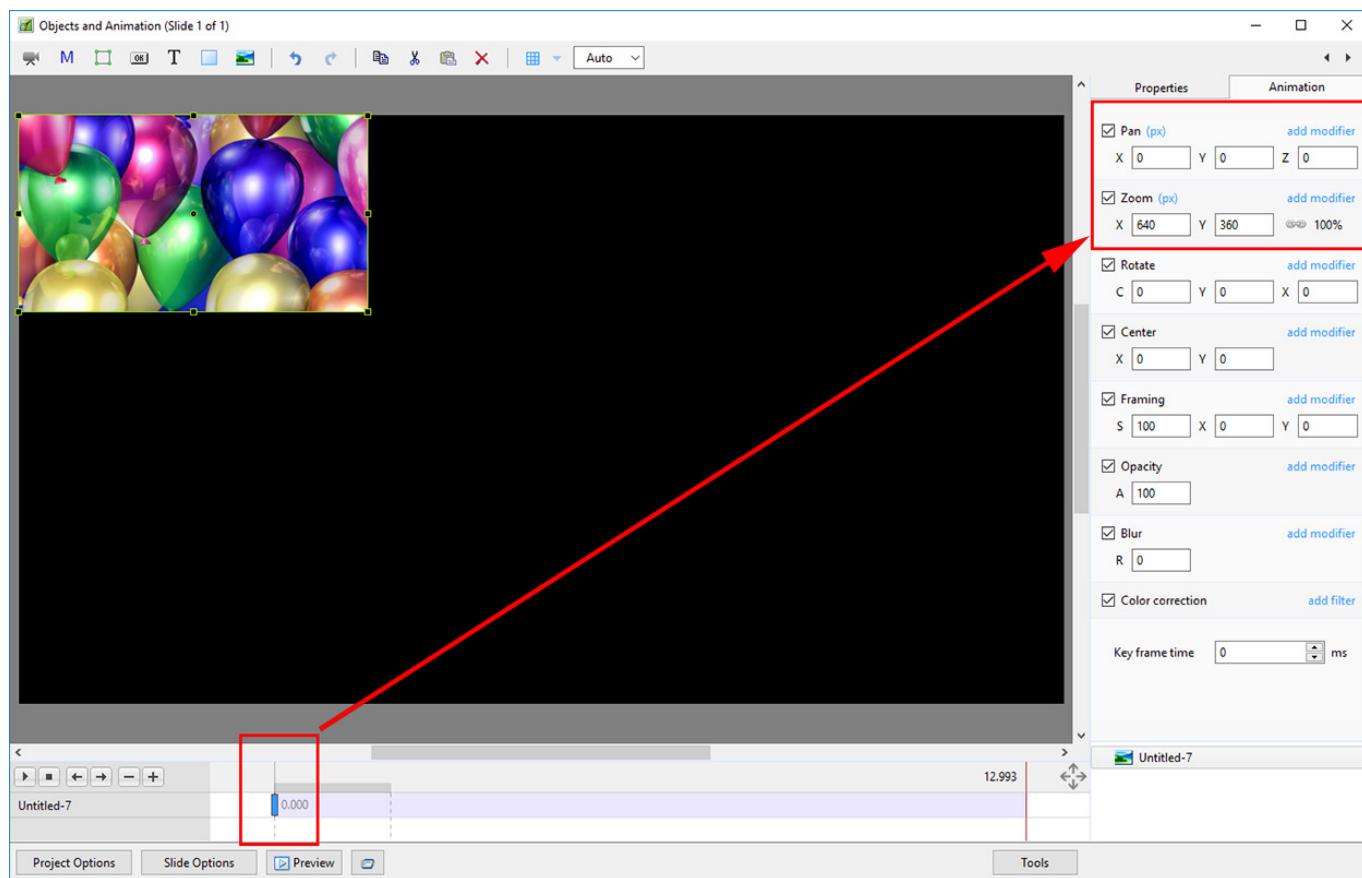 Objects and Animation (Slide 1 of 1)
M OK T Auto
Properties Animation
Pan (px) add modifier
X 0 Y 0 Z 0
Zoom (px) add modifier
X 640 Y 360 100%
Rotate add modifier
C 0 Y 0 X 0
Center add modifier
X 0 Y 0
Framing add modifier
S 100 X 0 Y 0
Opacity add modifier
A 100
Blur add modifier
R 0
Color correction add filter
Key frame time 0 ms
Untitled-7
12.993
Untitled-7 0.000
Project Options Slide Options Preview Tools